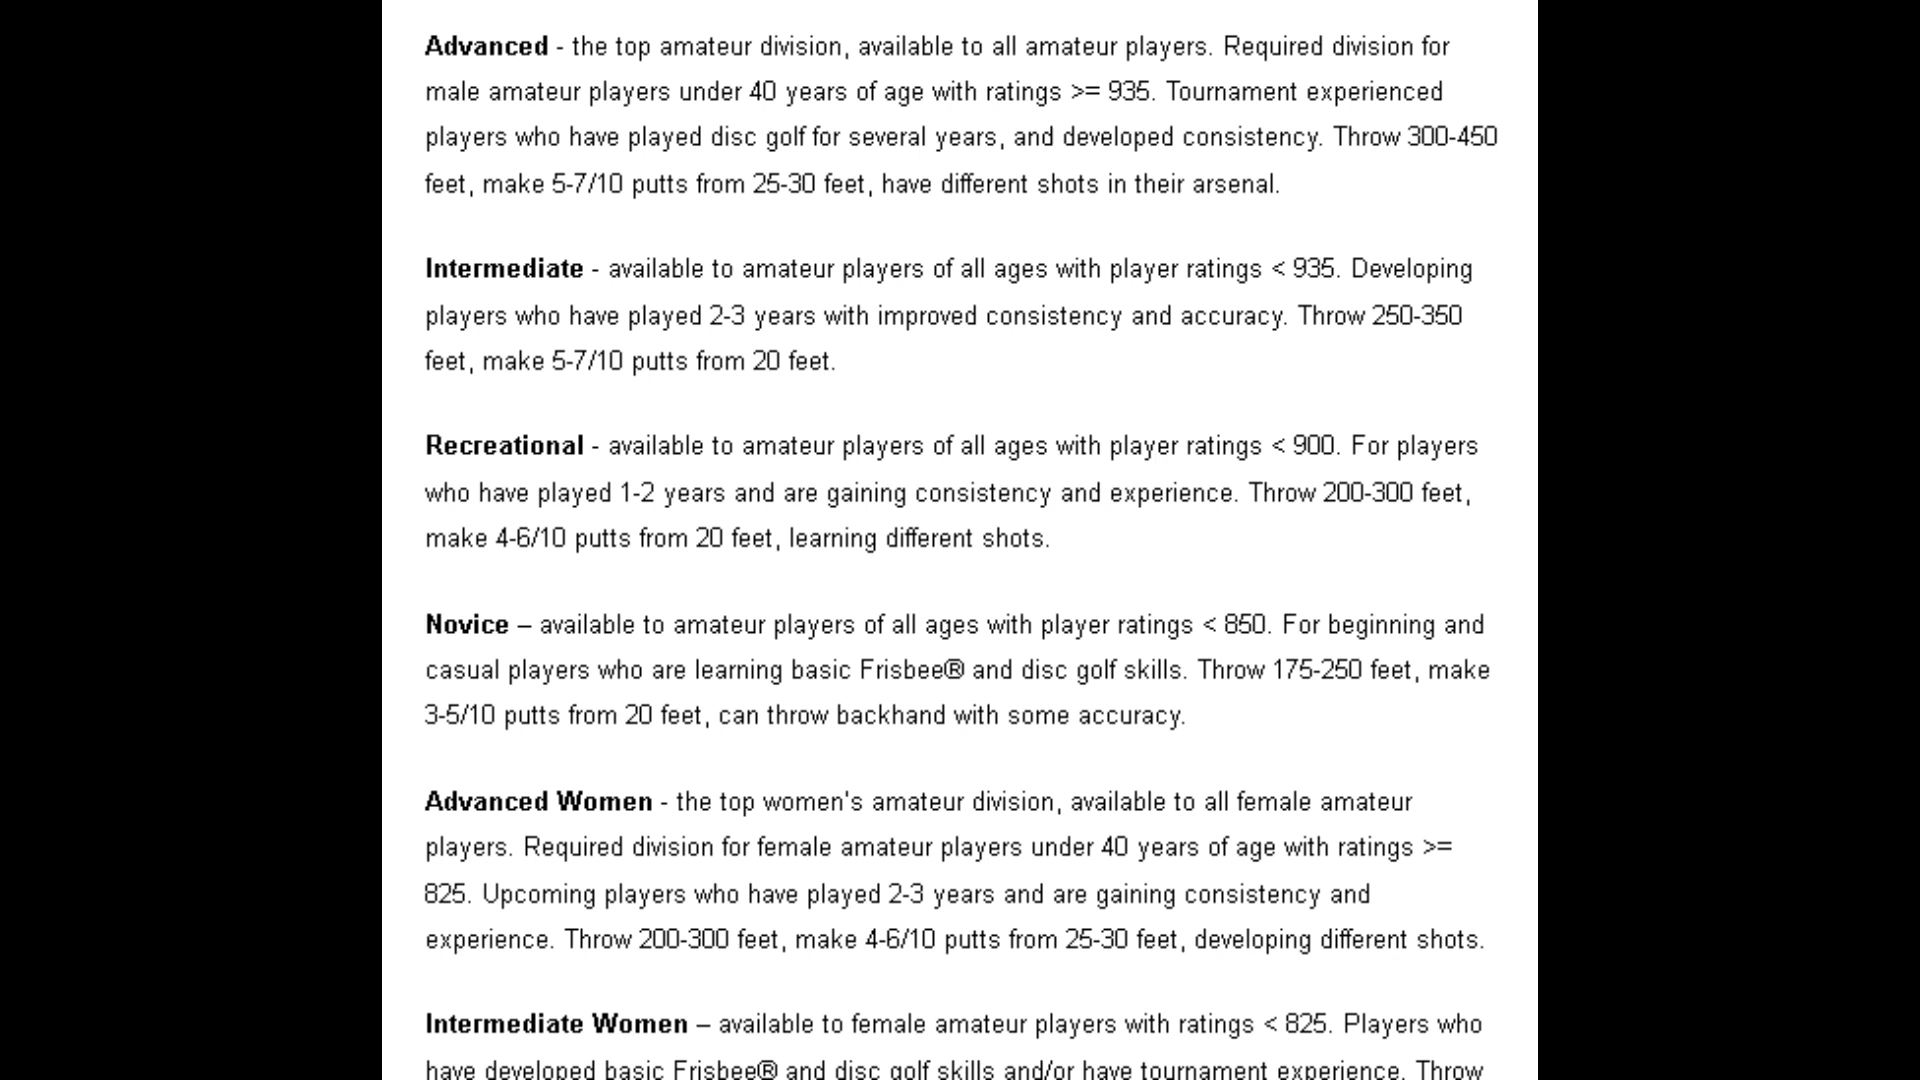 Advanced - the top amateur division, available to all amateur players. Required division for
male amateur players under 40 years of age with ratings >= 935. Tournament experienced
players who have played disc golf for several years, and developed consistency. Throw 300-450
feet, make 5-7/10 putts from 25-30 feet, have different shots in their arsenal.
Intermediate - available to amateur players of all ages with player ratings < 935. Developing
players who have played 2-3 years with improved consistency and accuracy. Throw 250-350
feet, make 5-7/10 putts from 20 feet.
Recreational - available to amateur players of all ages with player ratings < 900. For players
who have played 1-2 years and are gaining consistency and experience. Throw 200-300 feet,
make 4-6/10 putts from 20 feet, learning different shots.
Novice – available to amateur players of all ages with player ratings < 850. For beginning and
casual players who are learning basic Frisbee® and disc golf skills. Throw 175-250 feet, make
3-5/10 putts from 20 feet, can throw backhand with some accuracy.
Advanced Women - the top women's amateur division, available to all female amateur
players. Required division for female amateur players under 40 years of age with ratings >=
825. Upcoming players who have played 2-3 years and are gaining consistency and
experience. Throw 200-300 feet, make 4-6/10 putts from 25-30 feet, developing different shots.
Intermediate Women – available to female amateur players with ratings < 825. Players who
have developed basic Frisbee® and disc golf skills and/or have tournament experience. Throw